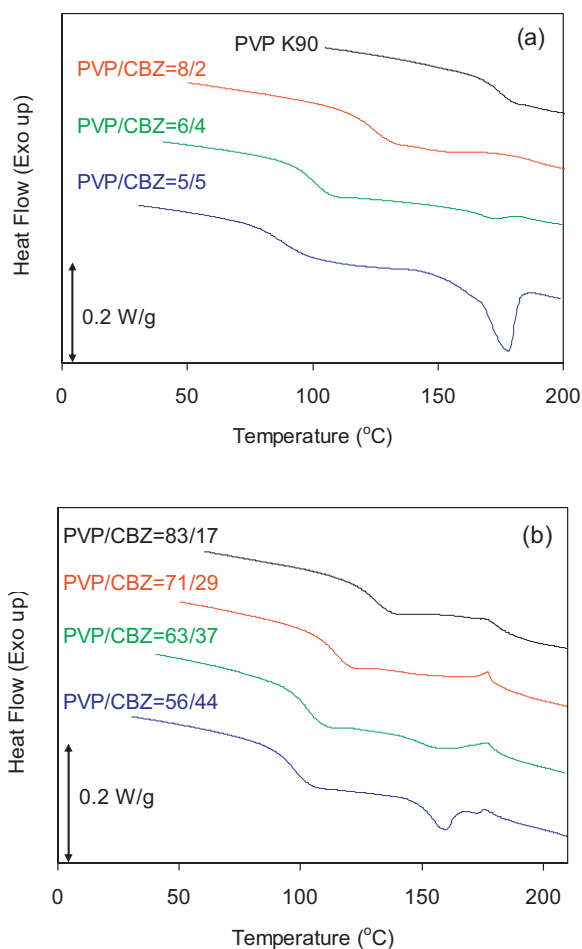 (a)
PVP K90
PVP/CBZ=8/2
PVP/CBZ=6/4
PVP/CBZ=5/5
0.2 W/g
Heat Flow (Exo up)
0 50 100 150 200
Temperature (°C)
(b)
PVP/CBZ=83/17
PVP/CBZ=71/29
PVP/CBZ=63/37
PVP/CBZ=56/44
0.2 W/g
Heat Flow (Exo up)
0 50 100 150 200
Temperature (°C)